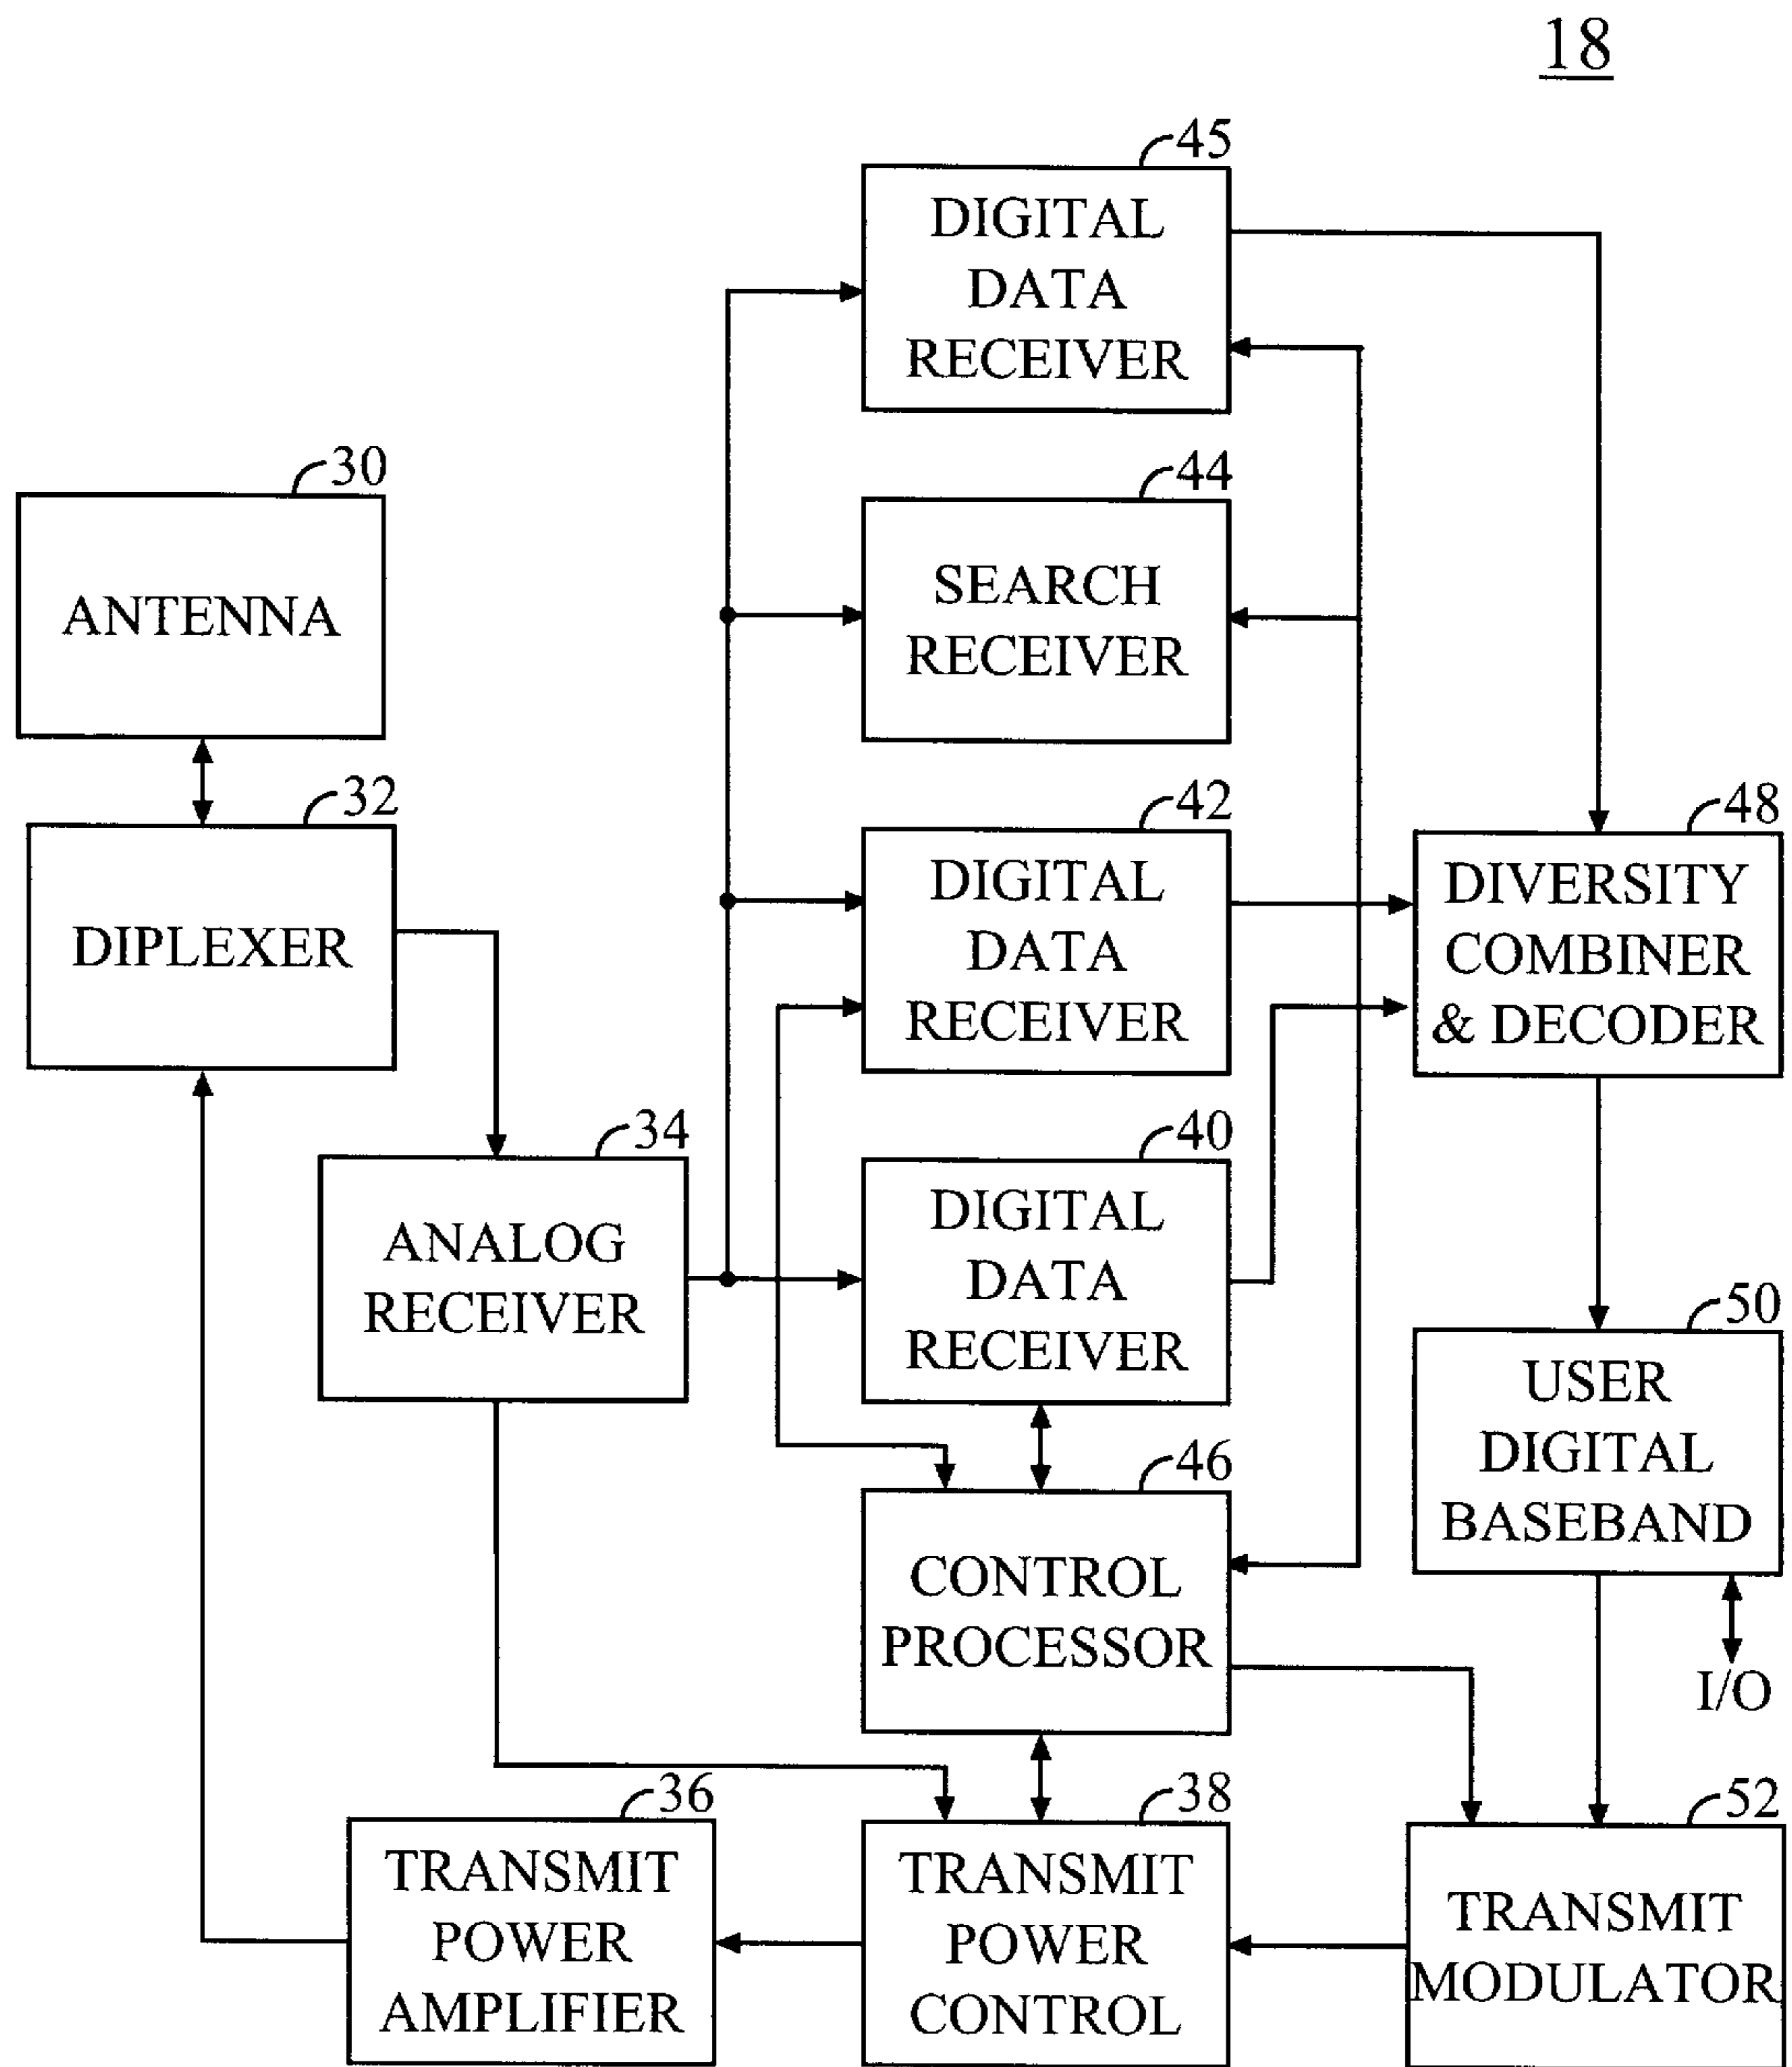 18
45
DIGITAL
DATA
RECEIVER
30
ANTENNA
44
SEARCH
RECEIVER
32
DIPLEXER
42
DIGITAL
DATA
RECEIVER
48
DIVERSITY
COMBINER
& DECODER
34
ANALOG
RECEIVER
40
DIGITAL
DATA
RECEIVER
50
USER
DIGITAL
BASEBAND
I/O
46
CONTROL
PROCESSOR
36
TRANSMIT
POWER
AMPLIFIER
38
TRANSMIT
POWER
CONTROL
52
TRANSMIT
MODULATOR